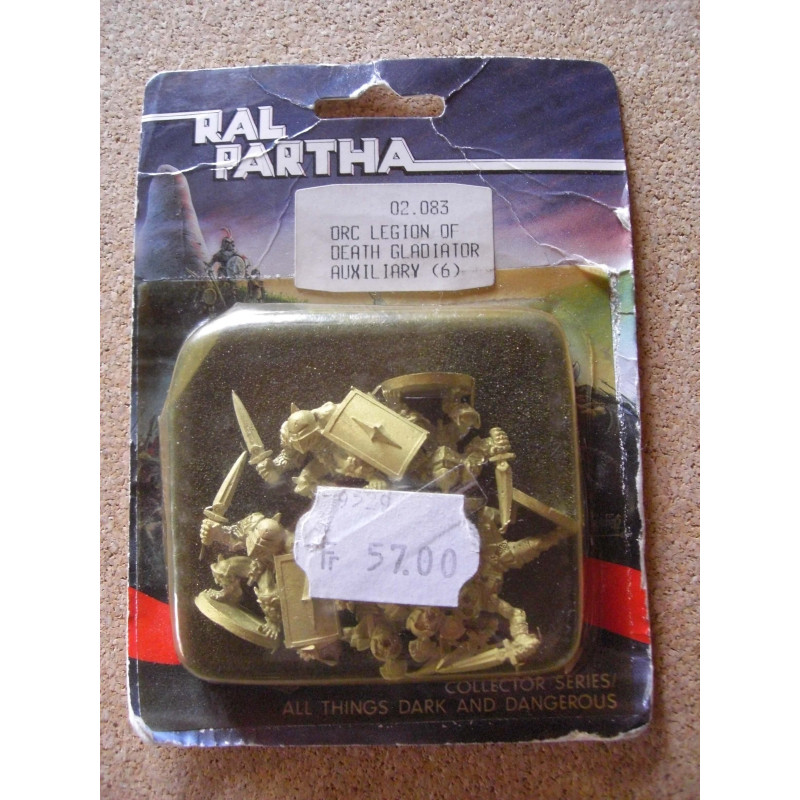 RAL
PARTHA
02.083
ORC LEGION OF
DEATH GLADIATOR
AUXILIARY (6)
Fr 57.00
COLLECTOR SERIES/
ALL THINGS DARK AND DANGEROUS